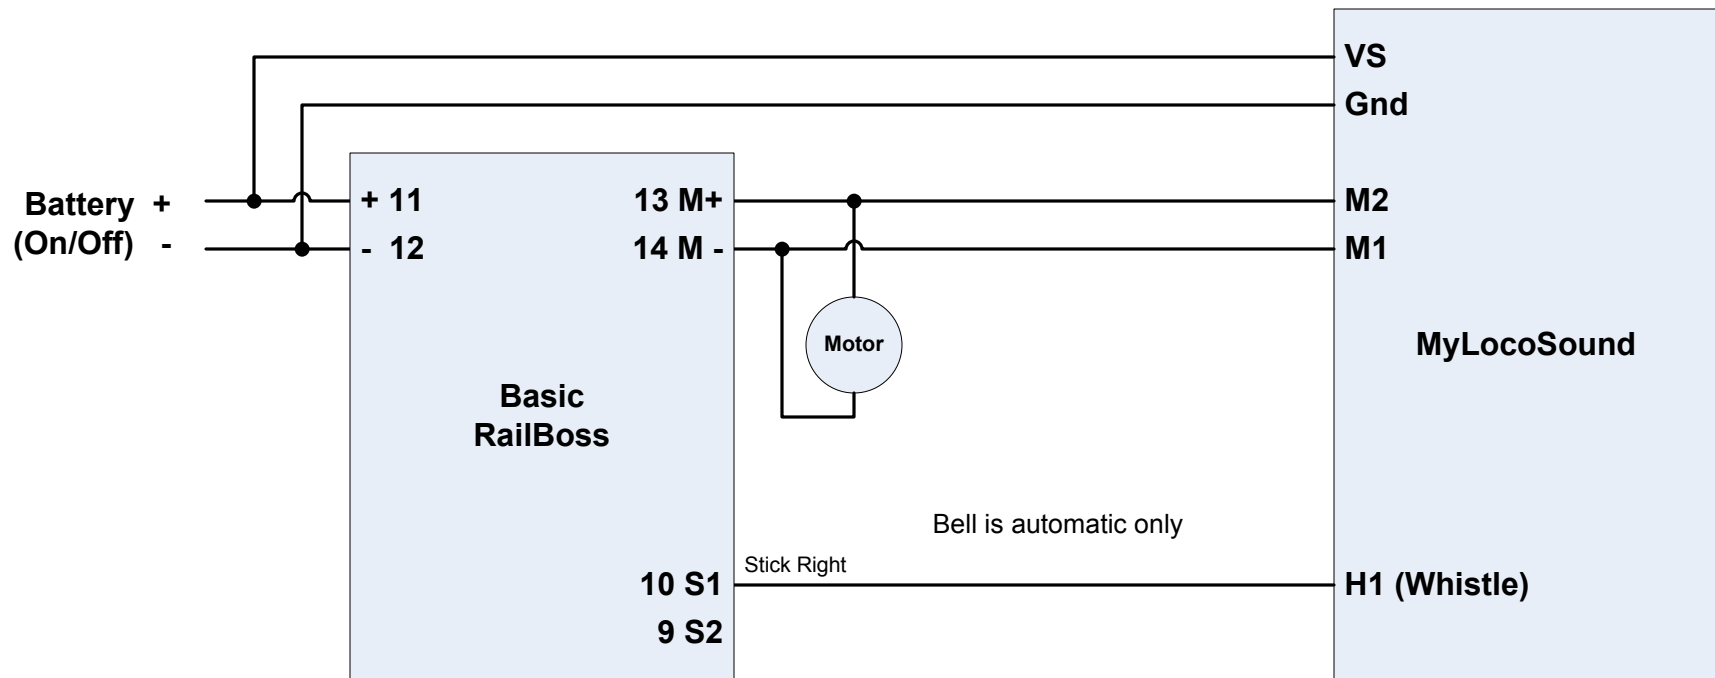 VS
Gnd
Battery +
(On/Off) -
+ 11
- 12
13 M+
14 M -
M2
M1
Motor
MyLocoSound
Basic
RailBoss
Bell is automatic only
Stick Right
10 S1
9 S2
H1 (Whistle)